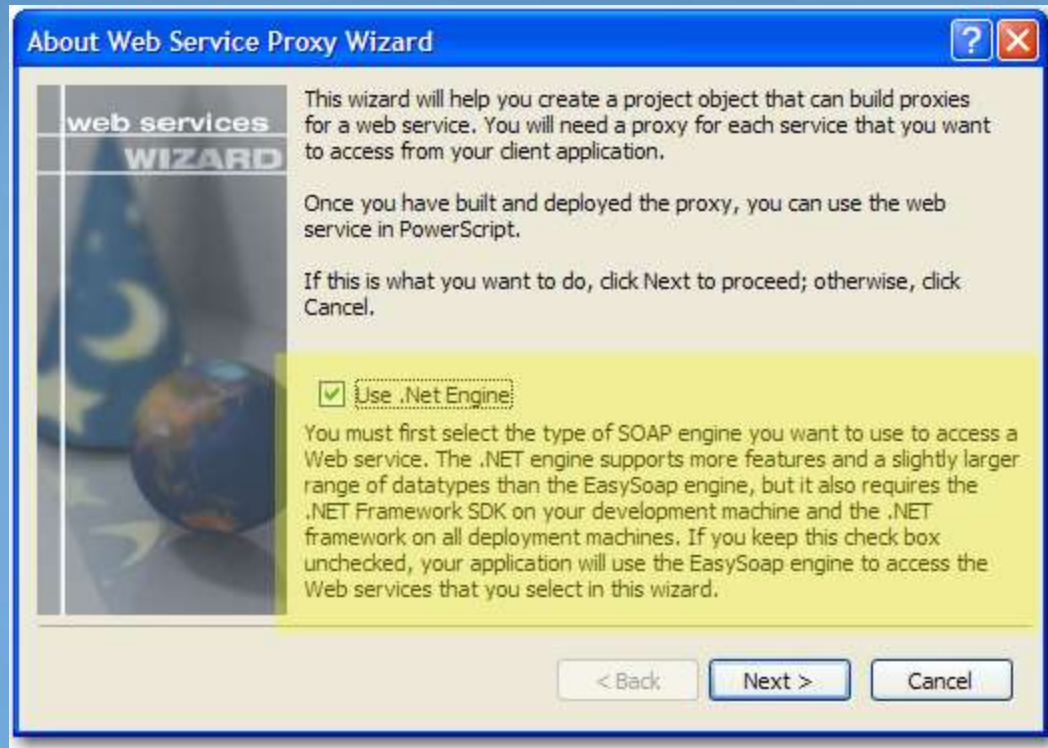 About Web Service Proxy Wizard
web services
WIZARD
This wizard will help you create a project object that can build proxies
for a web service. You will need a proxy for each service that you want
to access from your client application.
Once you have built and deployed the proxy, you can use the web
service in PowerScript.
If this is what you want to do, click Next to proceed; otherwise, click
Cancel.
Use .Net Engine
You must first select the type of SOAP engine you want to use to access a
Web service. The .NET engine supports more features and a slightly larger
range of datatypes than the EasySoap engine, but it also requires the
.NET Framework SDK on your development machine and the .NET
framework on all deployment machines. If you keep this check box
unchecked, your application will use the EasySoap engine to access the
Web services that you select in this wizard.
< Back
Next >
Cancel